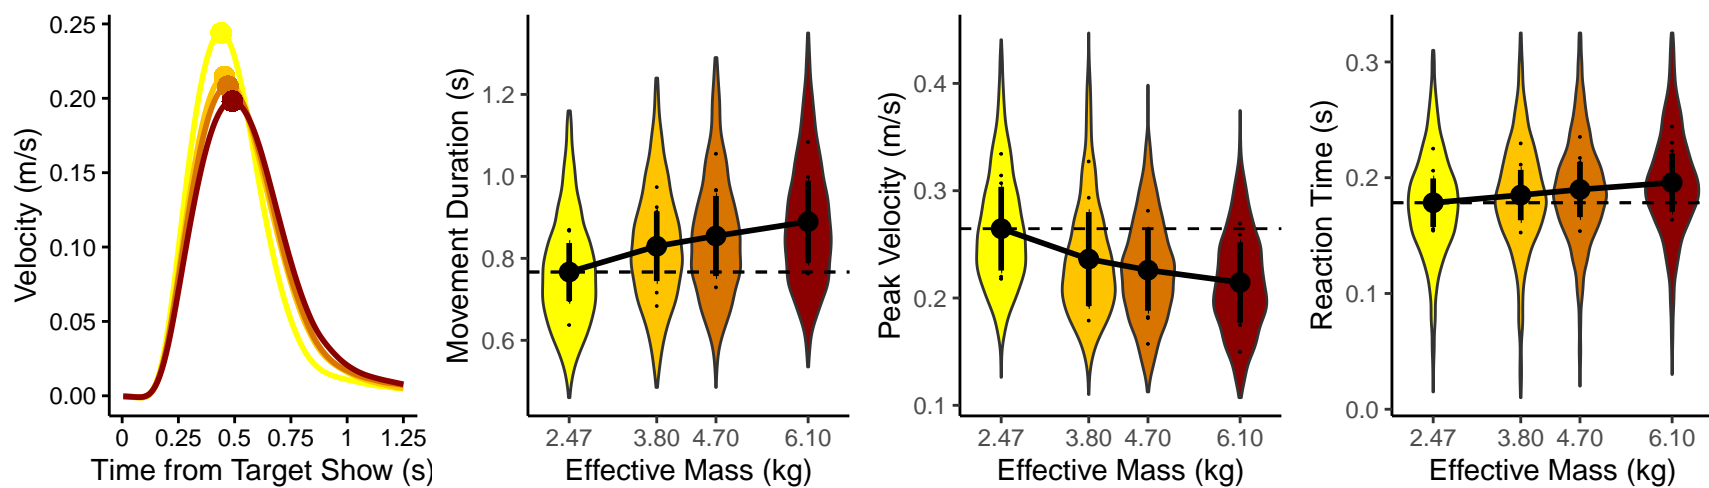 Velocity (m/s)
0.25
0.20
0.15
0.10
0.05
0.00
0 0.25 0.5 0.75 1 1.25
Time from Target Show (s)
Movement Duration (s)
1.2
1.0
0.8
0.6
2.47 3.80 4.70 6.10
Effective Mass (kg)
Peak Velocity (m/s)
0.4
0.3
0.2
0.1
2.47 3.80 4.70 6.10
Effective Mass (kg)
Reaction Time (s)
0.3
0.2
0.1
0.0
2.47 3.80 4.70 6.10
Effective Mass (kg)